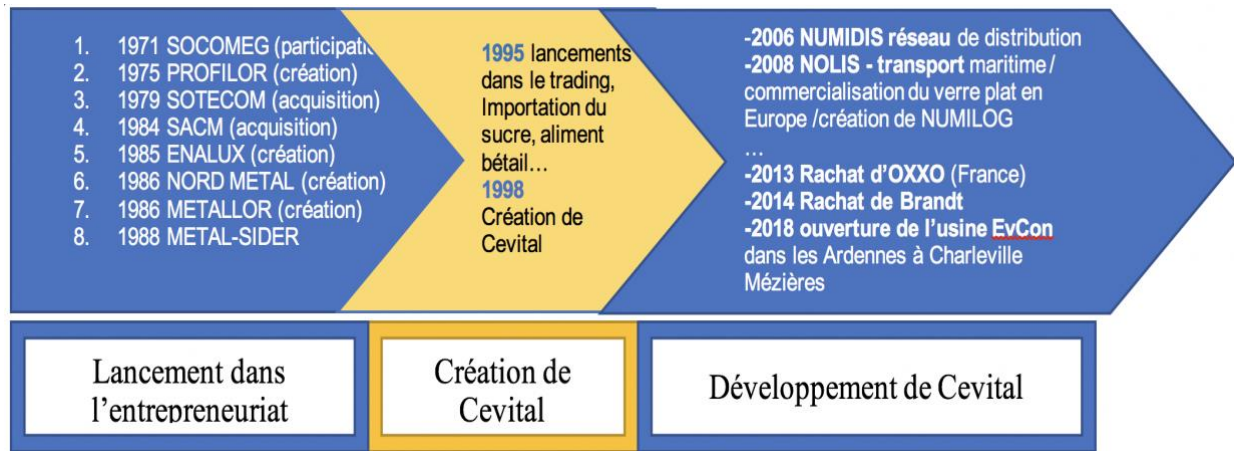 1. 1971 SOCOMEG (participati
2. 1975 PROFILOR (création)
3. 1979 SOTECOM (acquisition)
4. 1984 SACM (acquisition)
5. 1985 ENALUX (création)
6. 1986 NORD METAL (création)
7. 1986 METALLOR (création)
8. 1988 METAL-SIDER
1995 lancements
dans le trading,
Importation du
sucre, aliment
bétail…
1998
Création de
Cevital
-2006 NUMIDIS réseau de distribution
-2008 NOLIS - transport maritime /
commercialisation du verre plat en
Europe /création de NUMILOG
…
-2013 Rachat d'OXXO (France)
-2014 Rachat de Brandt
-2018 ouverture de l'usine EvCon
dans les Ardennes à Charleville
Mézières
Lancement dans
l'entrepreneuriat
Création de
Cevital
Développement de Cevital